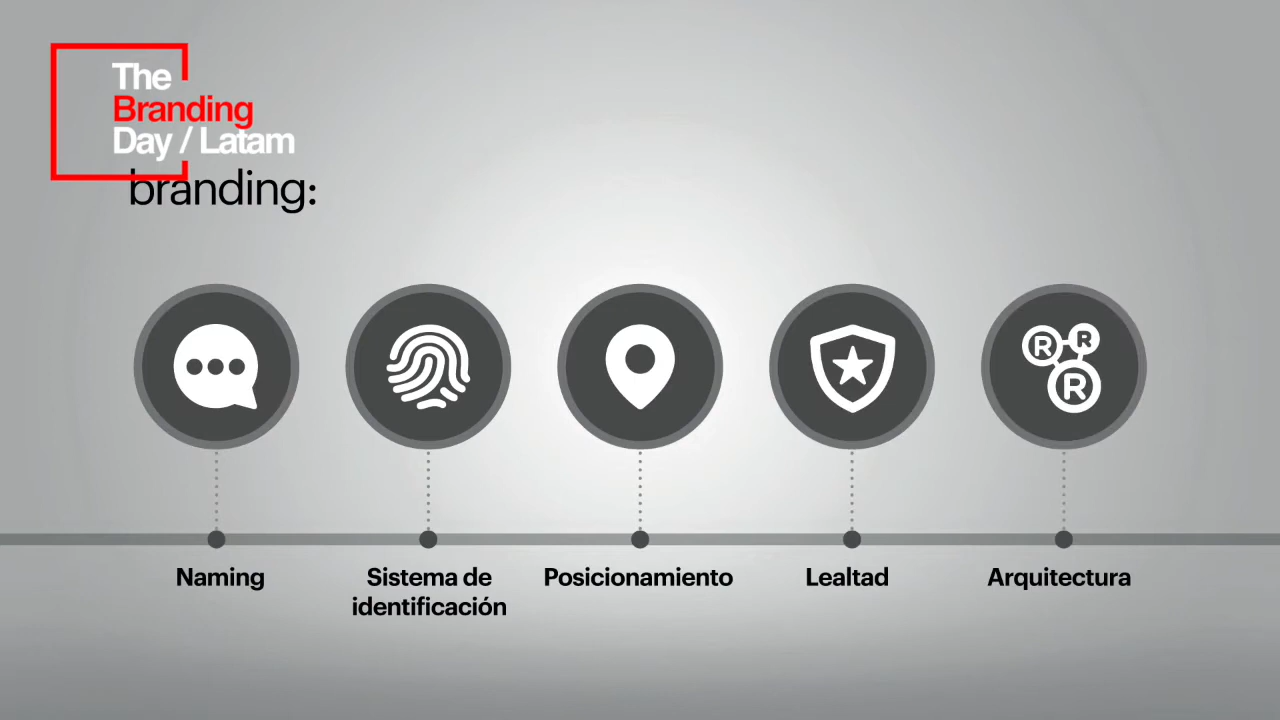 The
Branding
Day / Latam
branding:
R
R
R
Naming
Sistema de
identificación
Posicionamiento
Lealtad
Arquitectura